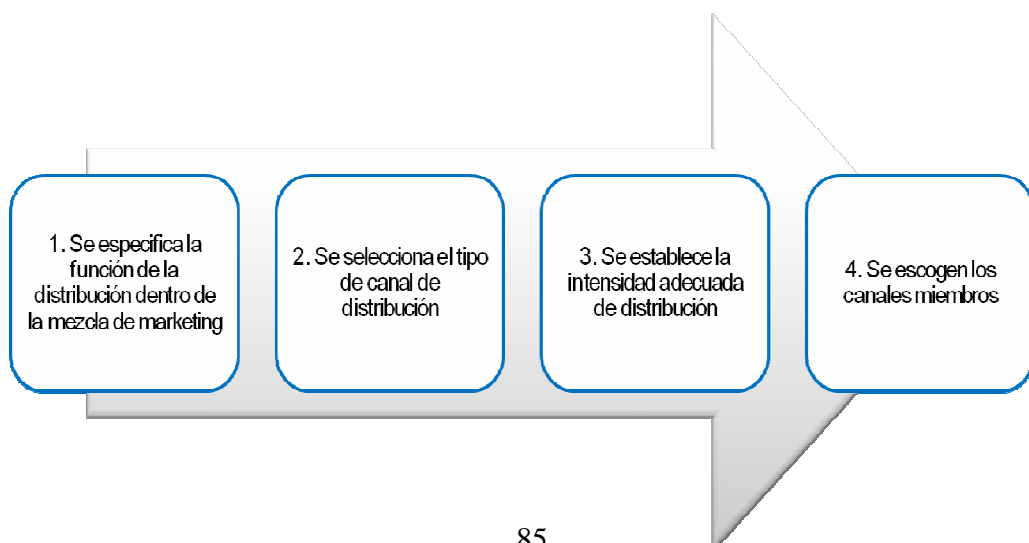 1. Se especifica la
función de la
distribución dentro de
la mezcla de marketing
2. Se selecciona el tipo
de canal de
distribución
3. Se establece la
intensidad adecuada
de distribución
4. Se escogen los
canales miembros
85